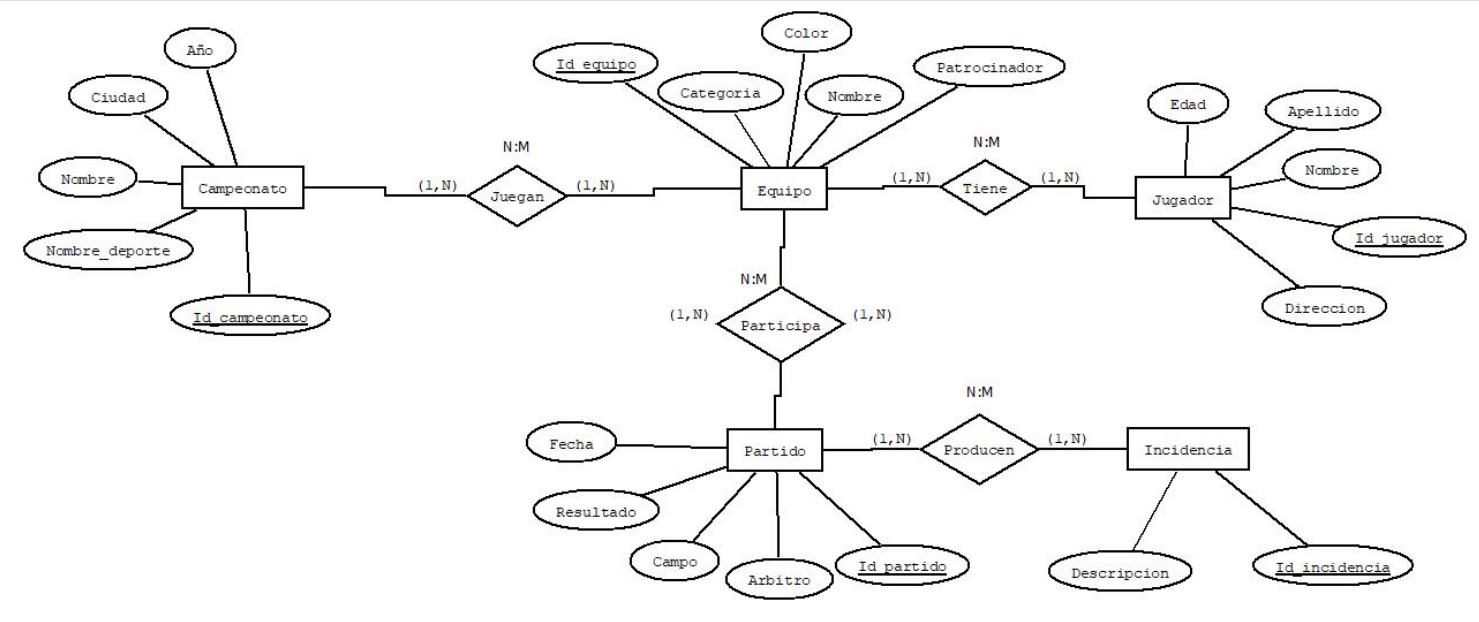 Año
Color
Id_equipo
Patrocinador
Ciudad
Categoria
Nombre
Edad
Apellido
N:M
N:M
Nombre
Campeonato
(1,N)
Juegan
(1,N)
Equipo
(1,N)
Tiene
(1,N)
Jugador
Nombre
Nombre_deporte
Id_jugador
Id_campeonato
Direccion
N:M
(1,N)
Participa
(1,N)
N:M
Fecha
Partido
(1,N)
Producen
(1,N)
Incidencia
Resultado
Campo
Arbitro
Id_partido
Descripcion
Id_incidencia